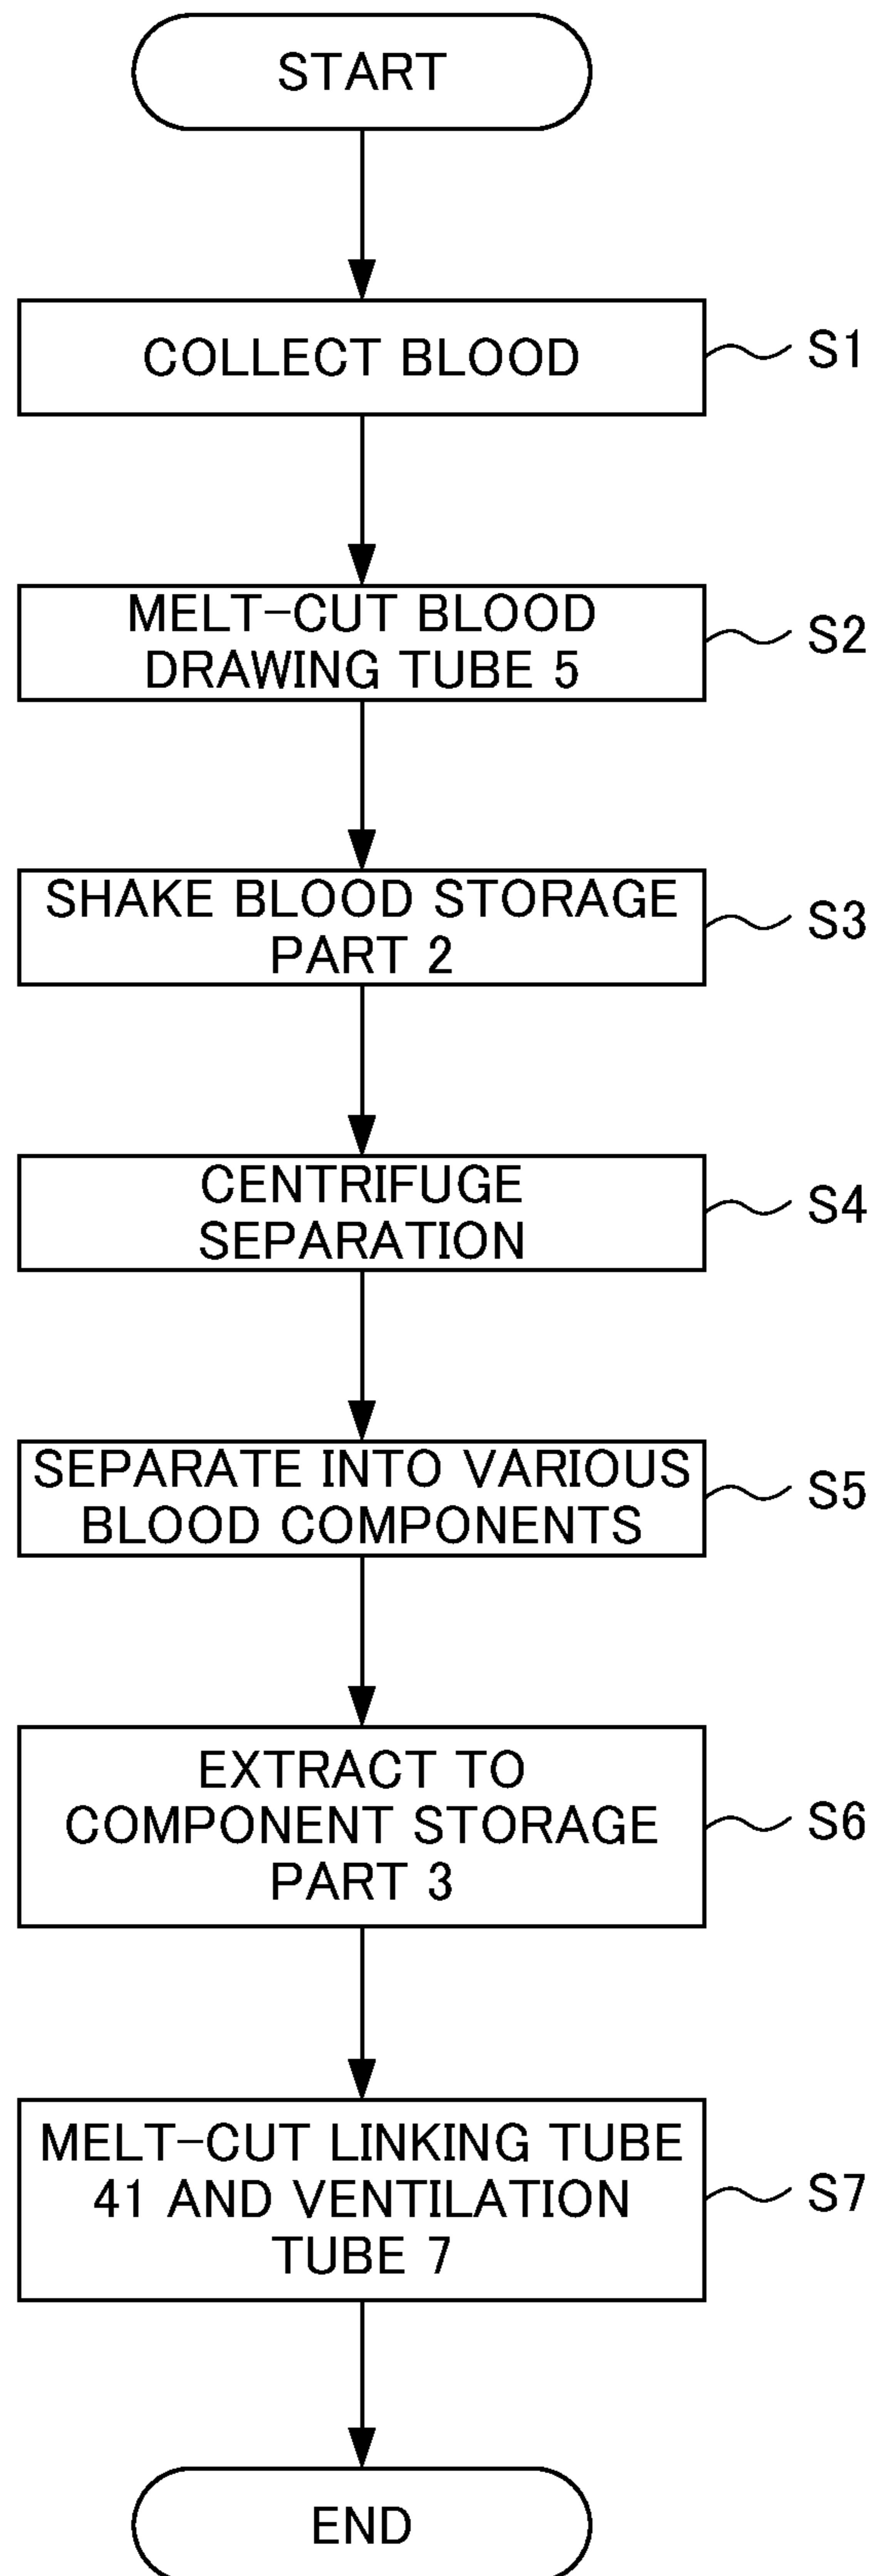 START
COLLECT BLOOD
S1
MELT-CUT BLOOD
DRAWING TUBE 5
S2
SHAKE BLOOD STORAGE
PART 2
S3
CENTRIFUGE
SEPARATION
S4
SEPARATE INTO VARIOUS
BLOOD COMPONENTS
S5
EXTRACT TO
COMPONENT STORAGE
PART 3
S6
MELT-CUT LINKING TUBE
41 AND VENTILATION
TUBE 7
S7
END